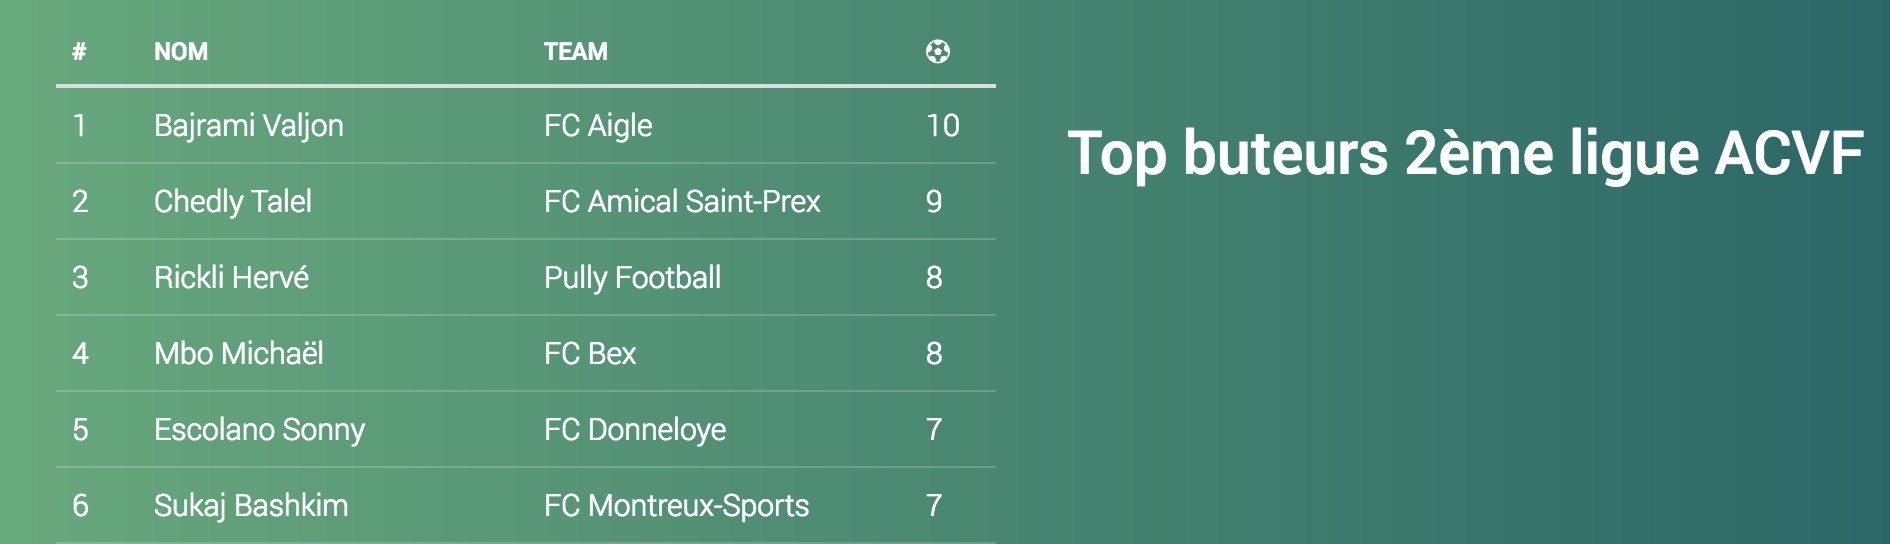 # NOM TEAM
1 Bajrami Valjon FC Aigle 10
2 Chedly Talel FC Amical Saint-Prex 9
3 Rickli Hervé Pully Football 8
4 Mbo Michaël FC Bex 8
5 Escolano Sonny FC Donneloye 7
6 Sukaj Bashkim FC Montreux-Sports 7
Top buteurs 2ème ligue ACVF